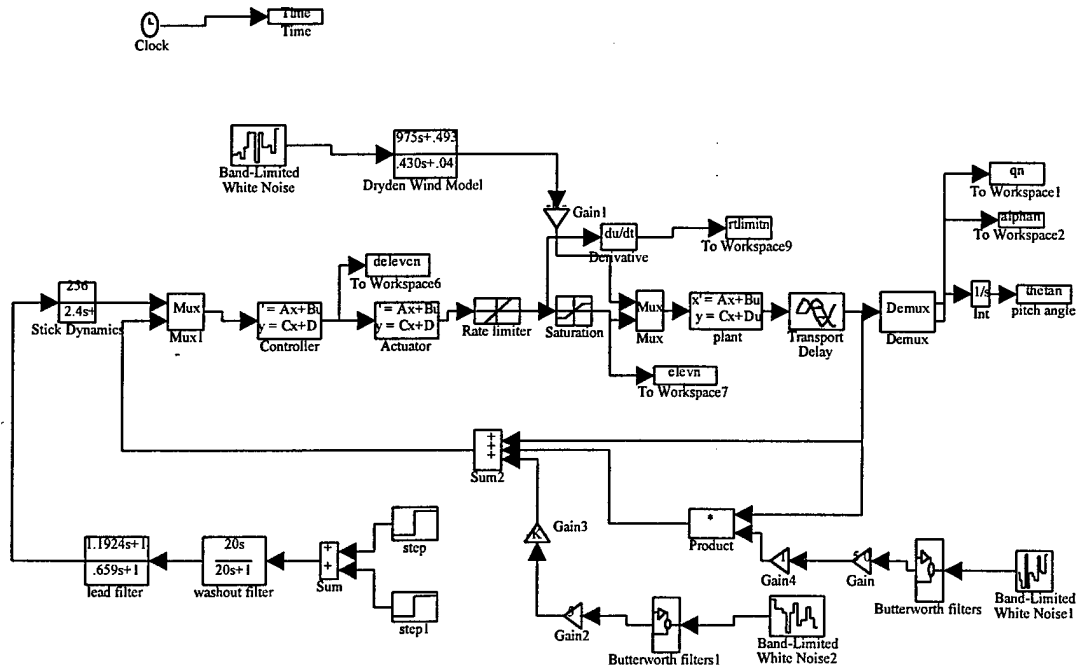 Time
Time
Clock
975s+.493
.430s+.04
Band-Limited
White Noise
Dryden Wind Model
qn
To Workspace1
Gain1
alphan
To Workspace2
du/dt
rtlimitn
Derivative
To Workspace9
delevcn
To Workspace6
236
2.4s+
Stick Dynamics
Mux
Mux1
' = Ax+Bu
y = Cx+D
Controller
' = Ax+Bu
y = Cx+D
Actuator
Rate limiter
Saturation
Mux
Mux
x' = Ax+Bu
y = Cx+Du
plant
Transport
Delay
Demux
Demux
1/s
Int
thetan
pitch angle
elevn
To Workspace7
+
+
+
Sum2
1.1924s+1
.659s+1
lead filter
20s
20s+1
washout filter
+
+
Sum
step
step1
K
Gain3
*
Product
Gain4
Gain
Butterworth filters
Band-Limited
White Noise1
Gain2
Butterworth filters1
Band-Limited
White Noise2